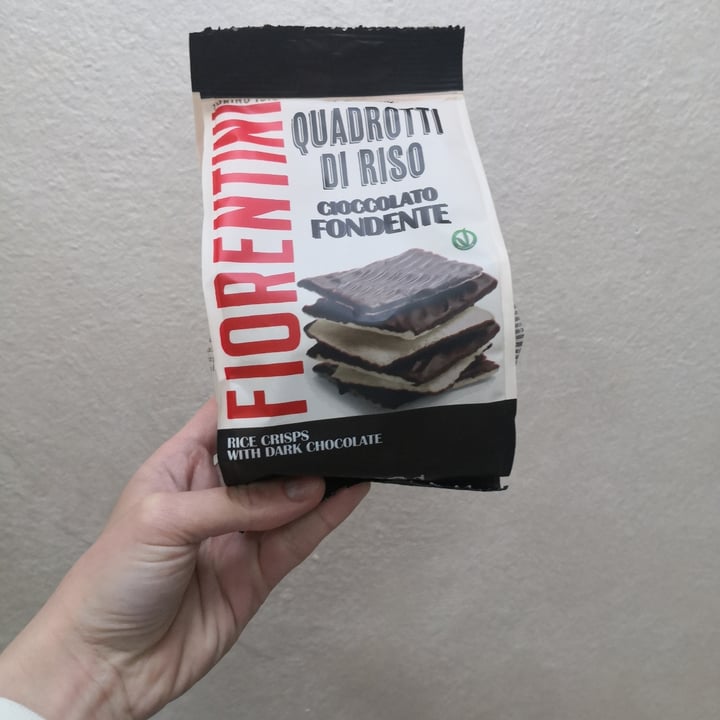 FIORENTINI
QUADROTTI
DI RISO
CIOCCOLATO
FONDENTE
RICE CRISPS
WITH DARK CHOCOLATE